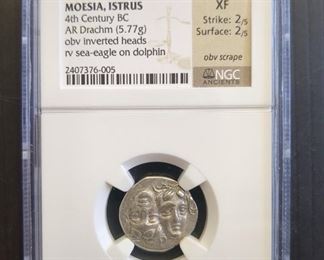 MOESIA, ISTRUS
4th Century BC
AR Drachm (5.77g)
obv inverted heads
rv sea-eagle on dolphin
2407376-005
XF
Strike: 2/5
Surface: 2/5
obv scrape
NGC
ANCIENTS